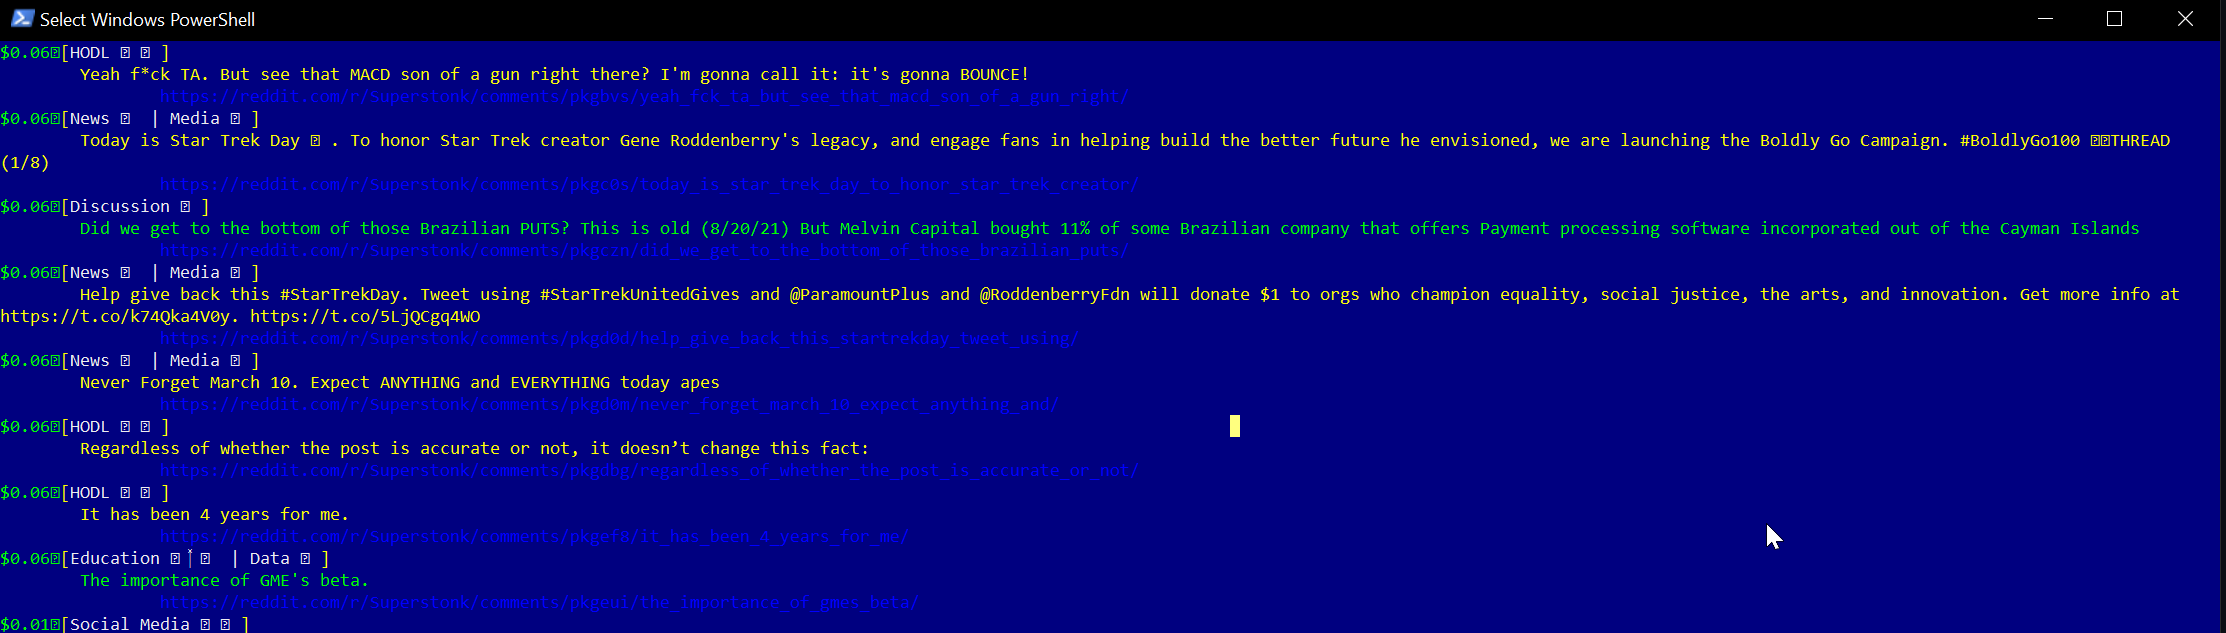 Select Windows PowerShell
$0.06⍰[HODL ⍰ ⍰ ]
Yeah f*ck TA. But see that MACD son of a gun right there? I'm gonna call it: it's gonna BOUNCE!
https://reddit.com/r/Superstonk/comments/pkgbvs/yeah_fck_ta_but_see_that_macd_son_of_a_gun_right/
$0.06⍰[News ⍰  | Media ⍰ ]
Today is Star Trek Day ⍰ . To honor Star Trek creator Gene Roddenberry's legacy, and engage fans in helping build the better future he envisioned, we are launching the Boldly Go Campaign. #BoldlyGo100 ⍰⍰THREAD
(1/8)
https://reddit.com/r/Superstonk/comments/pkgc0s/today_is_star_trek_day_to_honor_star_trek_creator/
$0.06⍰[Discussion ⍰ ]
Did we get to the bottom of those Brazilian PUTS? This is old (8/20/21) But Melvin Capital bought 11% of some Brazilian company that offers Payment processing software incorporated out of the Cayman Islands
https://reddit.com/r/Superstonk/comments/pkgczn/did_we_get_to_the_bottom_of_those_brazilian_puts/
$0.06⍰[News ⍰  | Media ⍰ ]
Help give back this #StarTrekDay. Tweet using #StarTrekUnitedGives and @ParamountPlus and @RoddenberryFdn will donate $1 to orgs who champion equality, social justice, the arts, and innovation. Get more info at
https://t.co/k74Qka4V0y. https://t.co/5LjQCgq4WO
https://reddit.com/r/Superstonk/comments/pkgd0d/help_give_back_this_startrekday_tweet_using/
$0.06⍰[News ⍰  | Media ⍰ ]
Never Forget March 10. Expect ANYTHING and EVERYTHING today apes
https://reddit.com/r/Superstonk/comments/pkgd0m/never_forget_march_10_expect_anything_and/
$0.06⍰[HODL ⍰ ⍰ ]
Regardless of whether the post is accurate or not, it doesn’t change this fact:
https://reddit.com/r/Superstonk/comments/pkgdbg/regardless_of_whether_the_post_is_accurate_or_not/
$0.06⍰[HODL ⍰ ⍰ ]
It has been 4 years for me.
https://reddit.com/r/Superstonk/comments/pkgef8/it_has_been_4_years_for_me/
$0.06⍰[Education ⍰ ⍰  | Data ⍰ ]
The importance of GME's beta.
https://reddit.com/r/Superstonk/comments/pkgeui/the_importance_of_gmes_beta/
$0.01⍰[Social Media ⍰ ⍰ ]